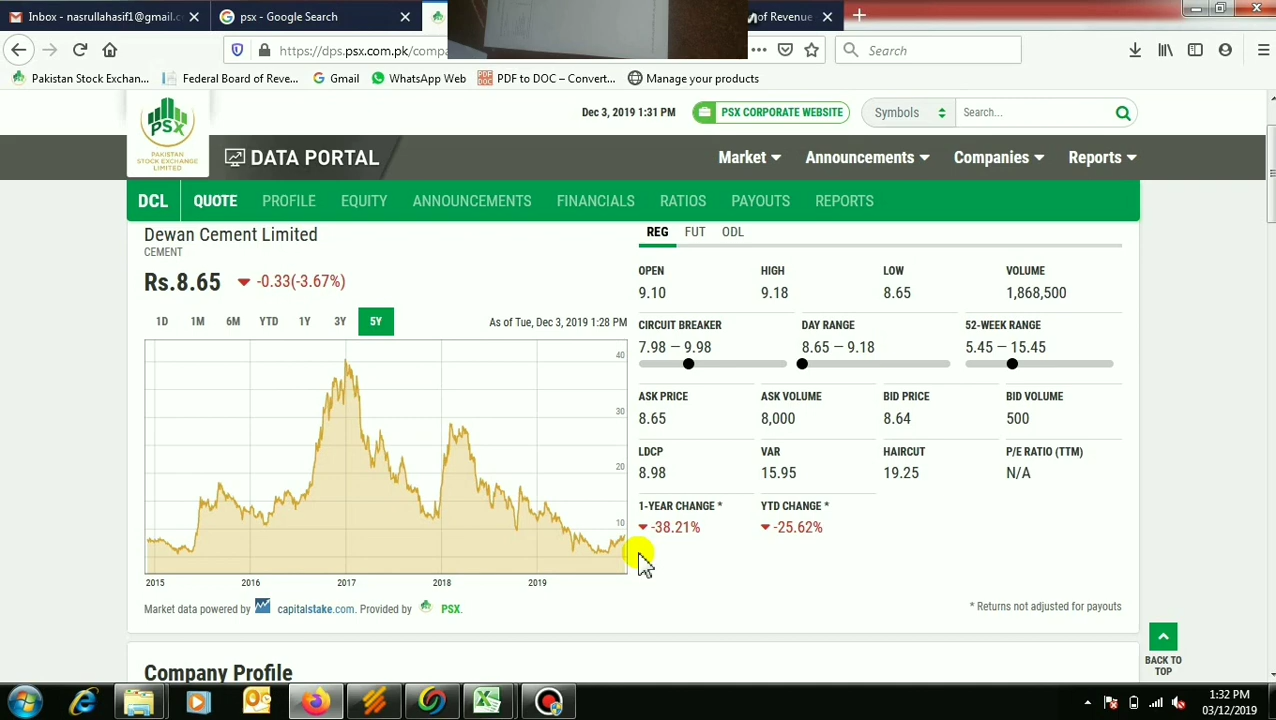 Inbox - nasrullahasif1@gmail.c
psx - Google Search
of Revenue
https://dps.psx.com.pk/compa
Search
Pakistan Stock Exchan...
Federal Board of Reve...
Gmail
WhatsApp Web
PDF to DOC – Convert...
Manage your products
PSX
PAKISTAN
STOCK EXCHANGE
LIMITED
Dec 3, 2019 1:31 PM
PSX CORPORATE WEBSITE
Symbols
Search...
DATA PORTAL
Market
Announcements
Companies
Reports
DCL
QUOTE
PROFILE
EQUITY
ANNOUNCEMENTS
FINANCIALS
RATIOS
PAYOUTS
REPORTS
Dewan Cement Limited
CEMENT
Rs.8.65 -0.33(-3.67%)
1D 1M 6M YTD 1Y 3Y 5Y
As of Tue, Dec 3, 2019 1:28 PM
40
30
20
10
2015 2016 2017 2018 2019
Market data powered by capitalstake.com. Provided by PSX.
REG FUT ODL
OPEN HIGH LOW VOLUME
9.10 9.18 8.65 1,868,500
CIRCUIT BREAKER DAY RANGE 52-WEEK RANGE
7.98 — 9.98 8.65 — 9.18 5.45 — 15.45
ASK PRICE ASK VOLUME BID PRICE BID VOLUME
8.65 8,000 8.64 500
LDCP VAR HAIRCUT P/E RATIO (TTM)
8.98 15.95 19.25 N/A
1-YEAR CHANGE * YTD CHANGE *
-38.21% -25.62%
* Returns not adjusted for payouts
BACK TO
TOP
Company Profile
1:32 PM
03/12/2019